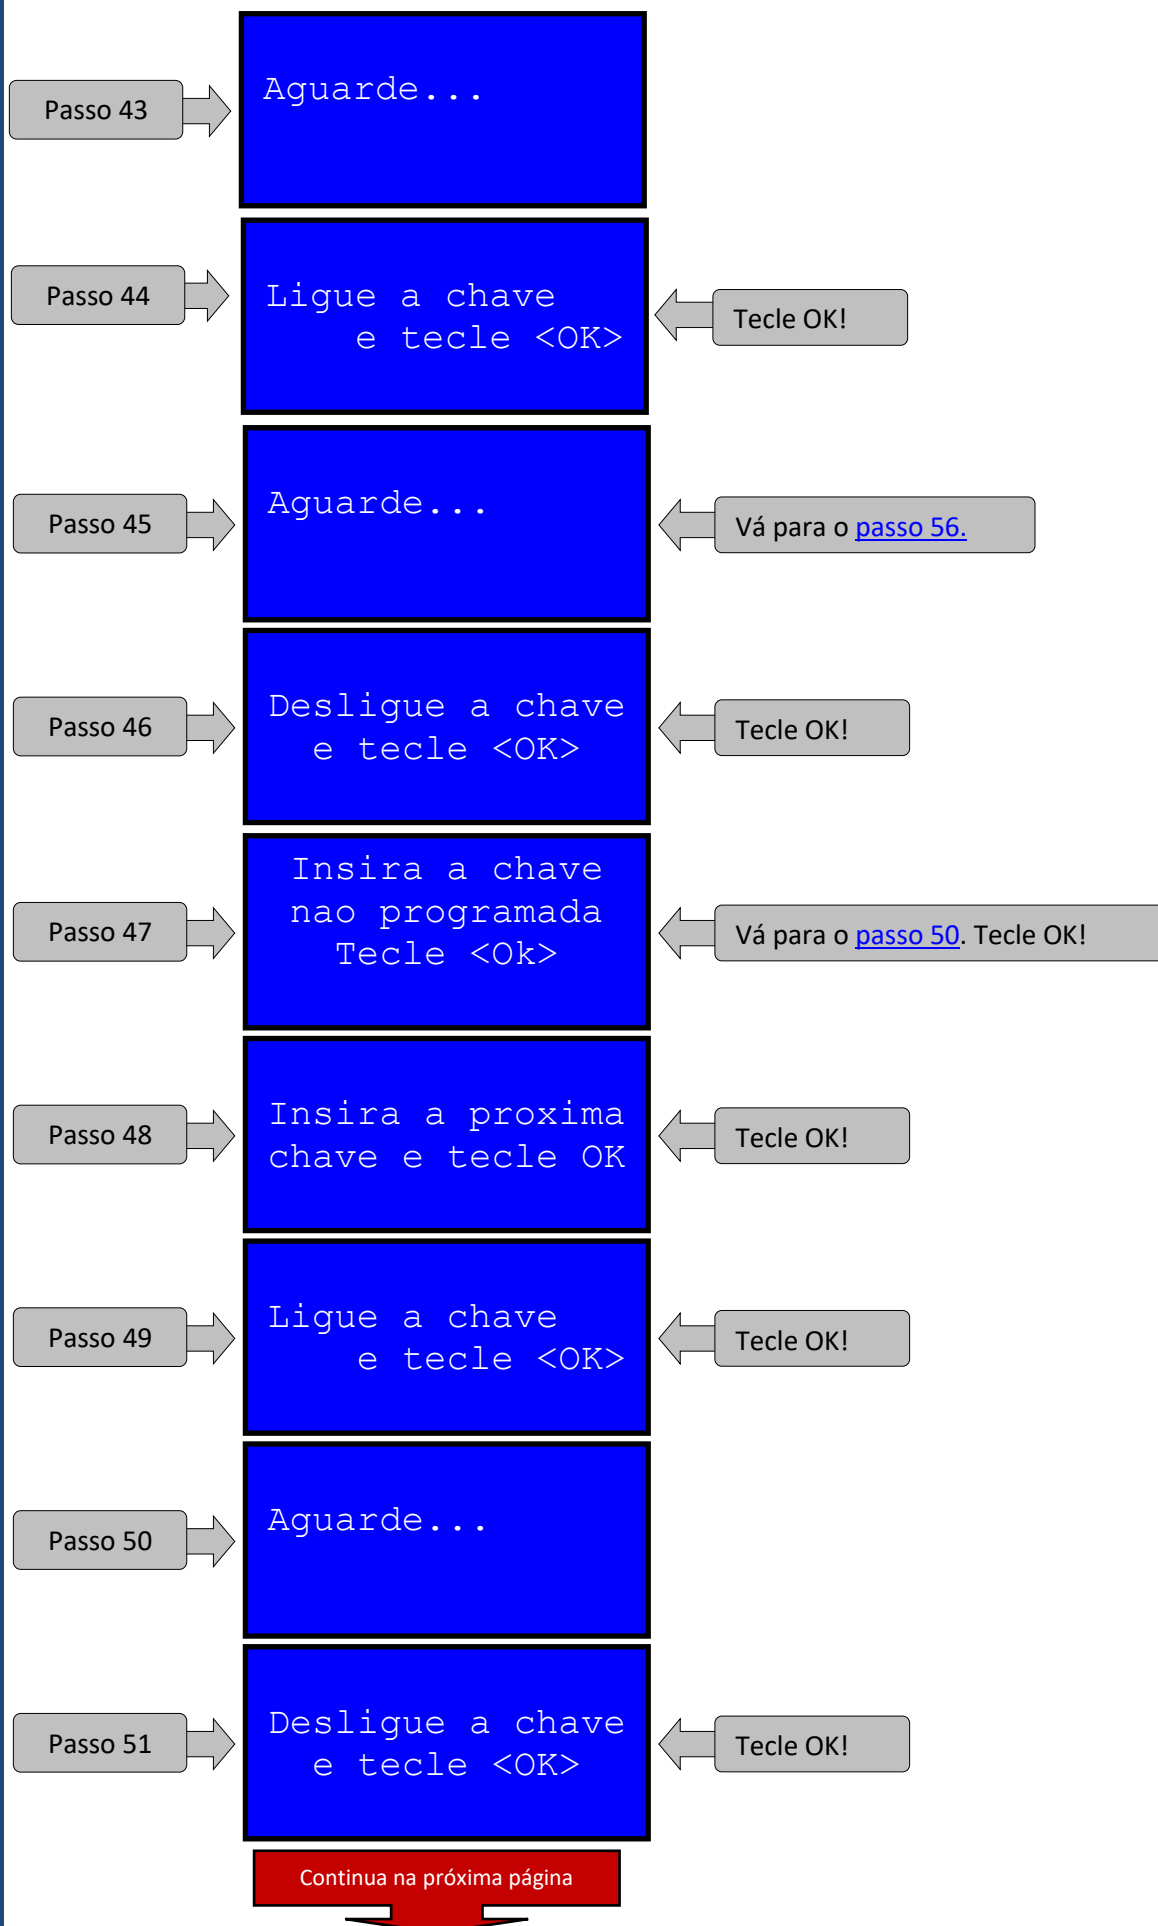 Passo 43
Aguarde...
Passo 44
Ligue a chave
e tecle <OK>
Tecle OK!
Passo 45
Aguarde...
Vá para o passo 56.
Passo 46
Desligue a chave
e tecle <OK>
Tecle OK!
Passo 47
Insira a chave
nao programada
Tecle <Ok>
Vá para o passo 50. Tecle OK!
Passo 48
Insira a proxima
chave e tecle OK
Tecle OK!
Passo 49
Ligue a chave
e tecle <OK>
Tecle OK!
Passo 50
Aguarde...
Passo 51
Desligue a chave
e tecle <OK>
Tecle OK!
Continua na próxima página